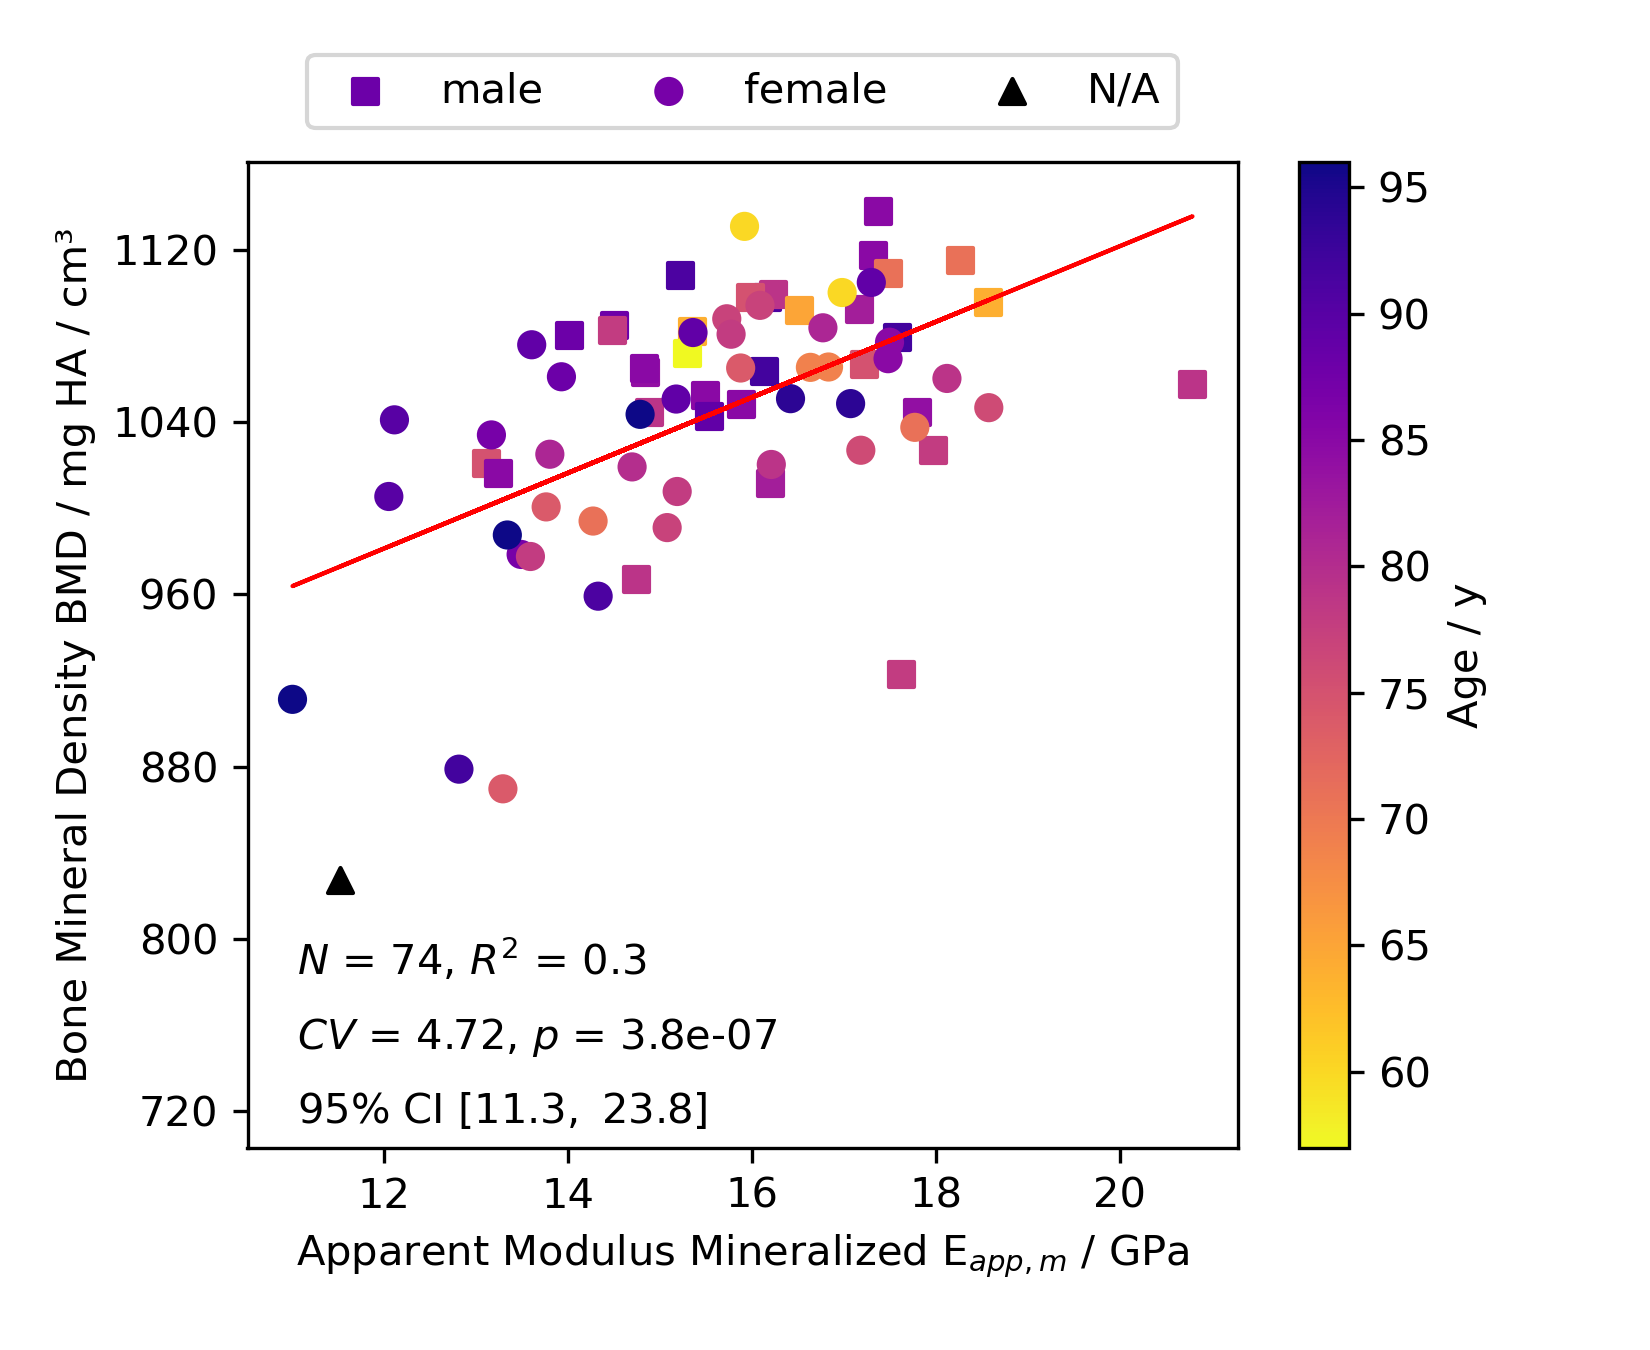 male female N/A
Bone Mineral Density BMD / mg HA / cm³
1120
1040
960
880
800
720
N = 74, R² = 0.3
CV = 4.72, p = 3.8e-07
95% CI [11.3, 23.8]
12 14 16 18 20
Apparent Modulus Mineralized E_app,m / GPa
95
90
85
80
75
70
65
60
Age / y